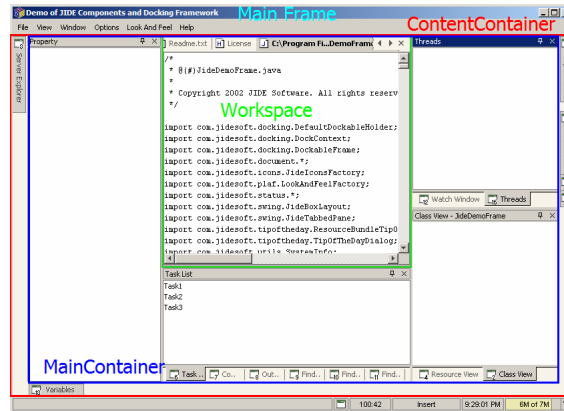 Demo of JIDE Components and Docking Framework
Main Frame
File View Window Options Look And Feel Help
ContentContainer
Server Explorer
Property
Readme.txt License C:\Program Fi...DemoFrame
Threads
/*
* @(#)JideDemoFrame.java
*
* Copyright 2002 JIDE Software. All rights reserv
*/
Workspace
import com.jidesoft.docking.DefaultDockableHolder;
import com.jidesoft.docking.DockContext;
import com.jidesoft.docking.DockableFrame;
import com.jidesoft.document.*;
import com.jidesoft.icons.JideIconsFactory;
import com.jidesoft.plaf.LookAndFeelFactory;
import com.jidesoft.status.*;
import com.jidesoft.swing.JideBoxLayout;
import com.jidesoft.swing.JideTabbedPane;
import com.jidesoft.tipoftheday.ResourceBundleTipO
import com.jidesoft.tipoftheday.TipOfTheDayDialog;
import com.jidesoft.utils.SystemInfo;
Watch Window Threads
Class View - JideDemoFrame
Task List
Task1
Task2
Task3
MainContainer
Task .. Co.. Out.. Find.. Find.. Find..
Resource View Class View
Variables
100:42 Insert 9:29:01 PM 6M of 7M